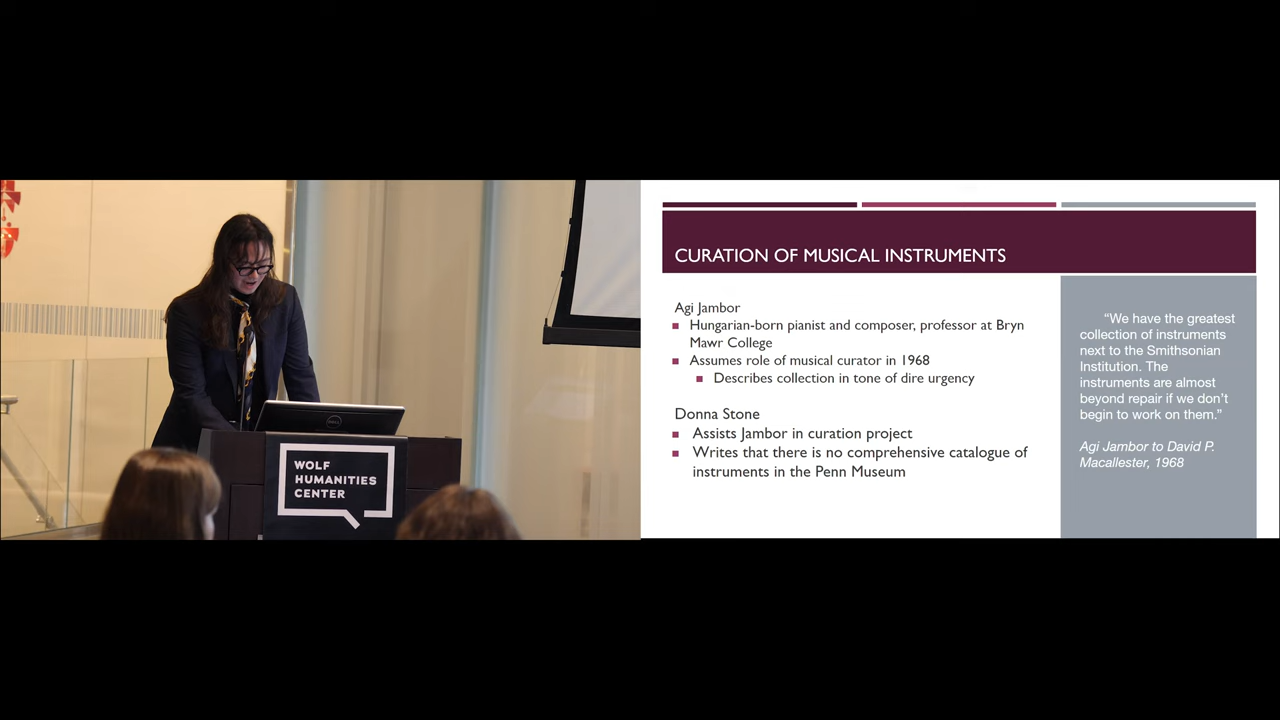 WOLF
HUMANITIES
CENTER
DELL
CURATION OF MUSICAL INSTRUMENTS
Agi Jambor
Hungarian-born pianist and composer, professor at Bryn
Mawr College
Assumes role of musical curator in 1968
Describes collection in tone of dire urgency
Donna Stone
Assists Jambor in curation project
Writes that there is no comprehensive catalogue of
instruments in the Penn Museum
“We have the greatest
collection of instruments
next to the Smithsonian
Institution. The
instruments are almost
beyond repair if we don’t
begin to work on them.”
Agi Jambor to David P.
Macallester, 1968